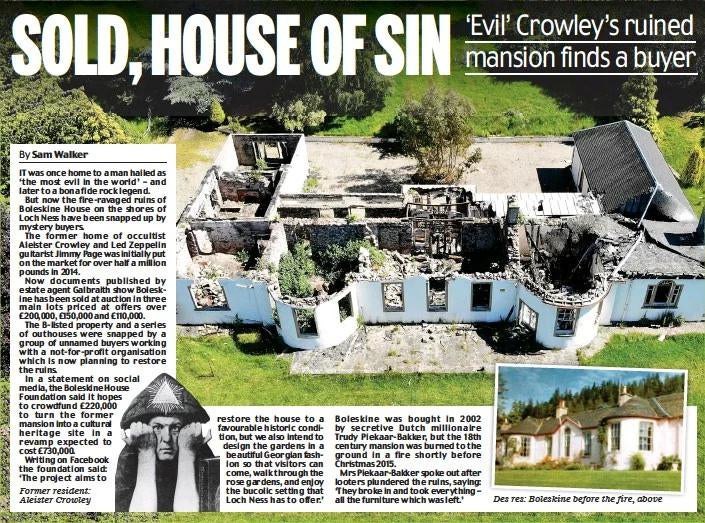 SOLD, HOUSE OF SIN
‘Evil’ Crowley’s ruined
mansion finds a buyer
By Sam Walker
IT was once home to a man hailed as
‘the most evil in the world’ – and
later to a bona fide rock legend.
But now the fire-ravaged ruins of
Boleskine House on the shores of
Loch Ness have been snapped up by
mystery buyers.
The former home of occultist
Aleister Crowley and Led Zeppelin
guitarist Jimmy Page was initially put
on the market for over half a million
pounds in 2014.
Now documents published by
estate agent Galbraith show Bolesk-
ine has been sold at auction in three
main lots priced at offers over
£200,000, £150,000 and £110,000.
The B-listed property and a series
of outhouses were snapped by a
group of unnamed buyers working
with a not-for-profit organisation
which is now planning to restore
the ruins.
In a statement on social
media, the Boleskine House
Foundation said it hopes
to crowdfund £220,000
to turn the former
mansion into a cultural
heritage site in a
revamp expected to
cost £730,000.
Writing on Facebook
the foundation said:
‘The project aims to
Former resident:
Aleister Crowley
restore the house to a
favourable historic condi-
tion, but we also intend to
design the gardens in a
beautiful Georgian fash-
ion so that visitors can
come, walk through the
rose gardens, and enjoy
the bucolic setting that
Loch Ness has to offer.’
Boleskine was bought in 2002
by secretive Dutch millionaire
Trudy Piekaar-Bakker, but the 18th
century mansion was burned to the
ground in a fire shortly before
Christmas 2015.
Mrs Piekaar-Bakker spoke out after
looters plundered the ruins, saying:
‘They broke in and took everything –
all the furniture which was left.’
Des res: Boleskine before the fire, above